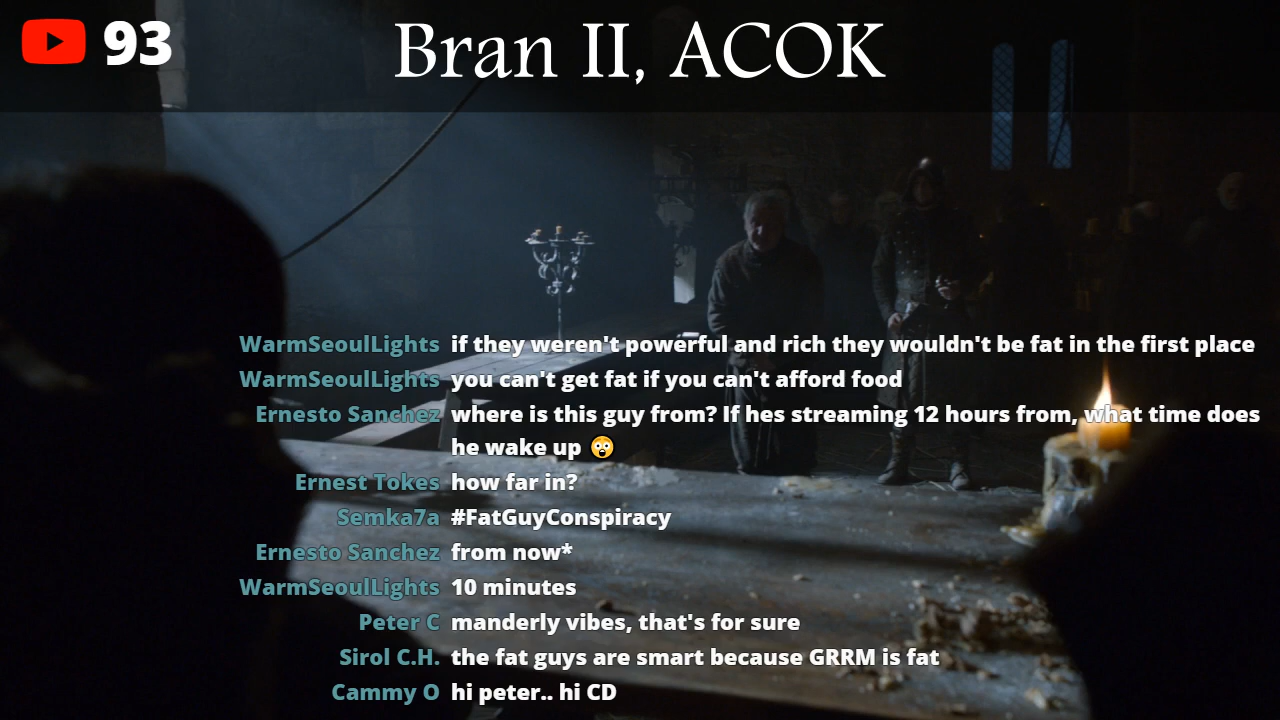 93
Bran II, ACOK
WarmSeoulLights if they weren't powerful and rich they wouldn't be fat in the first place
WarmSeoulLights you can't get fat if you can't afford food
Ernesto Sanchez where is this guy from? If hes streaming 12 hours from, what time does
he wake up 😲
Ernest Tokes how far in?
Semka7a #FatGuyConspiracy
Ernesto Sanchez from now*
WarmSeoulLights 10 minutes
Peter C manderly vibes, that's for sure
Sirol C.H. the fat guys are smart because GRRM is fat
Cammy O hi peter.. hi CD